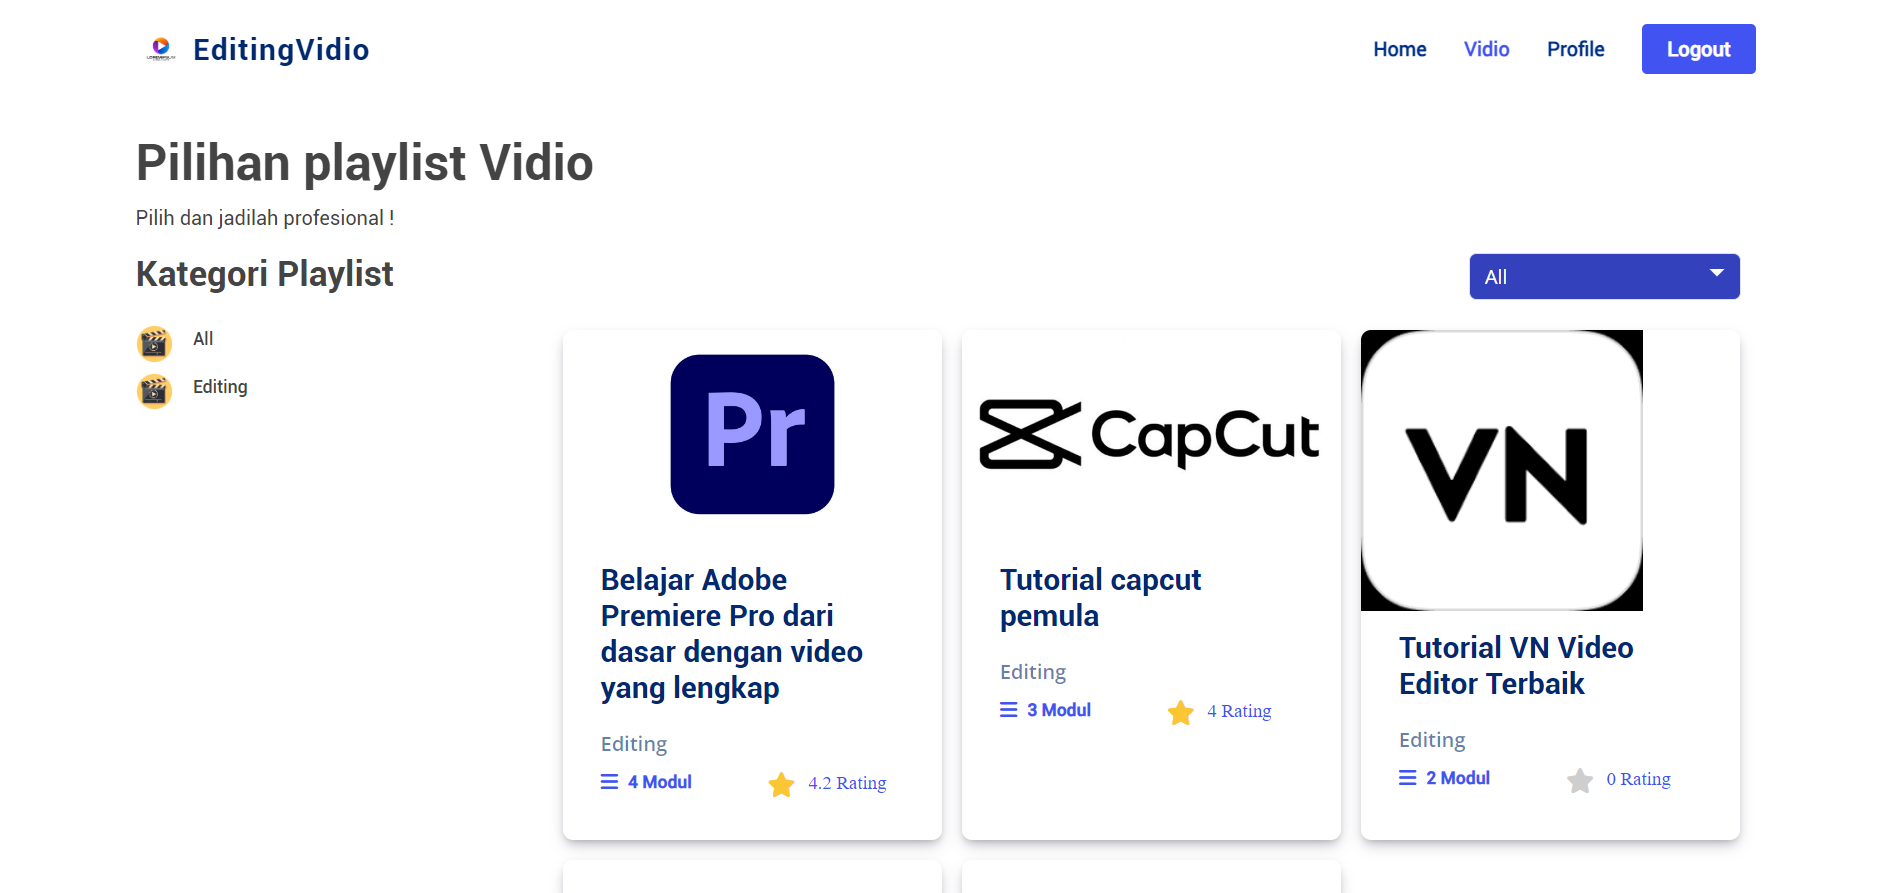 EditingVidio
Home
Vidio
Profile
Logout
Pilihan playlist Vidio
Pilih dan jadilah profesional !
Kategori Playlist
All
All
Editing
Pr
Belajar Adobe
Premiere Pro dari
dasar dengan video
yang lengkap
Editing
4 Modul
4.2 Rating
CapCut
Tutorial capcut
pemula
Editing
3 Modul
4 Rating
VN
Tutorial VN Video
Editor Terbaik
Editing
2 Modul
0 Rating